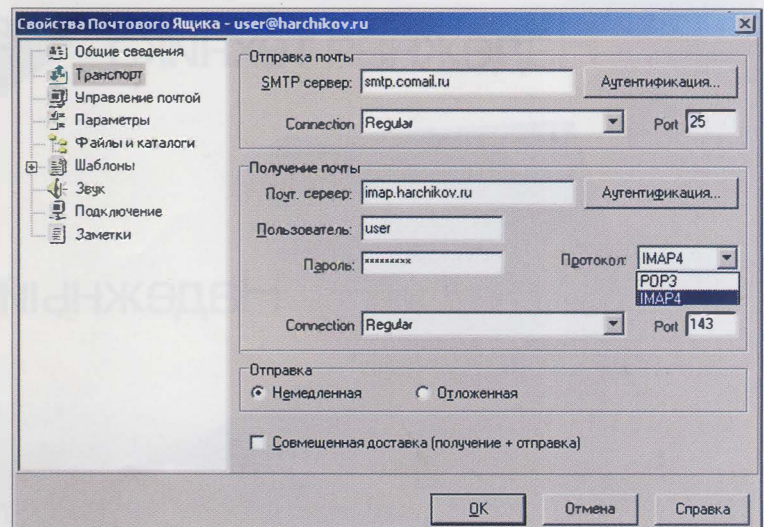 Свойства Почтового Ящика - user@harchikov.ru
Общие сведения
Транспорт
Управление почтой
Параметры
Файлы и каталоги
Шаблоны
Звук
Подключение
Заметки
Отправка почты
SMTP сервер: smtp.comail.ru Аутентификация...
Connection Regular Port 25
Получение почты
Почт. сервер: imap.harchikov.ru Аутентификация...
Пользователь: user
Пароль: ********* Протокол: IMAP4
POP3
IMAP4
Connection Regular Port 143
Отправка
Немедленная Отложенная
Совмещенная доставка (получение + отправка)
OK Отмена Справка